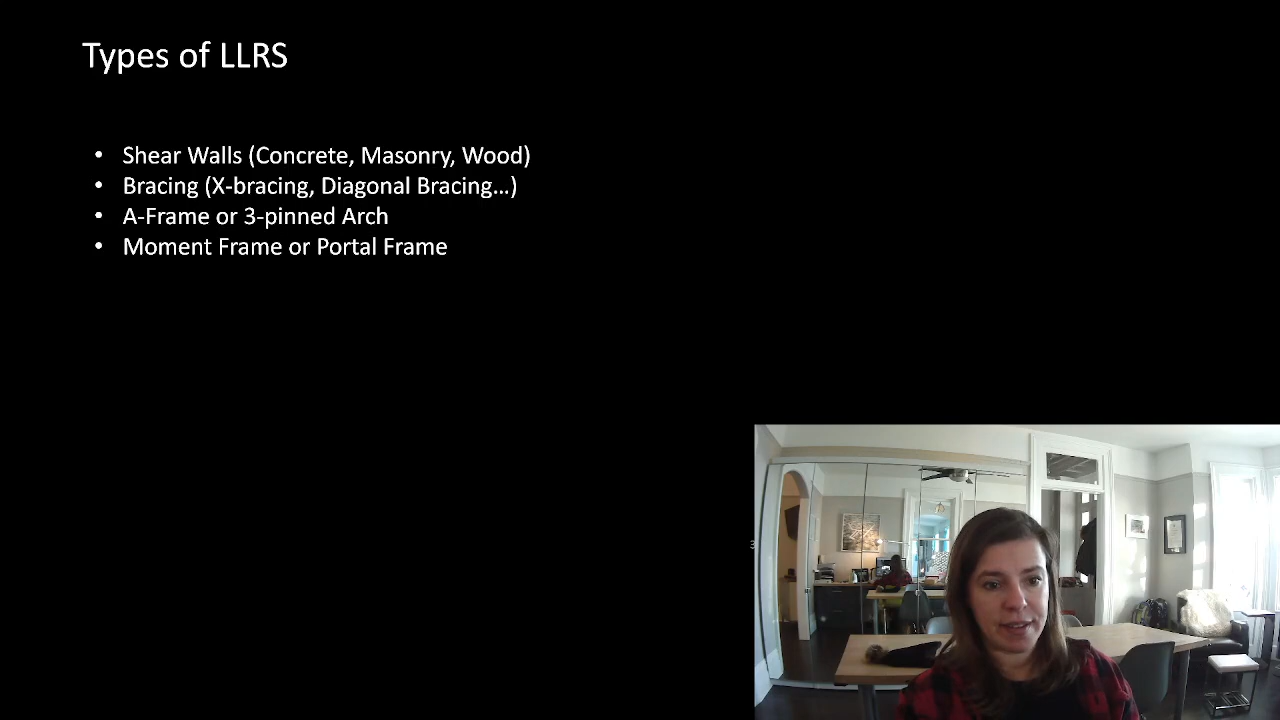 Types of LLRS
• Shear Walls (Concrete, Masonry, Wood)
• Bracing (X-bracing, Diagonal Bracing...)
• A-Frame or 3-pinned Arch
• Moment Frame or Portal Frame
3